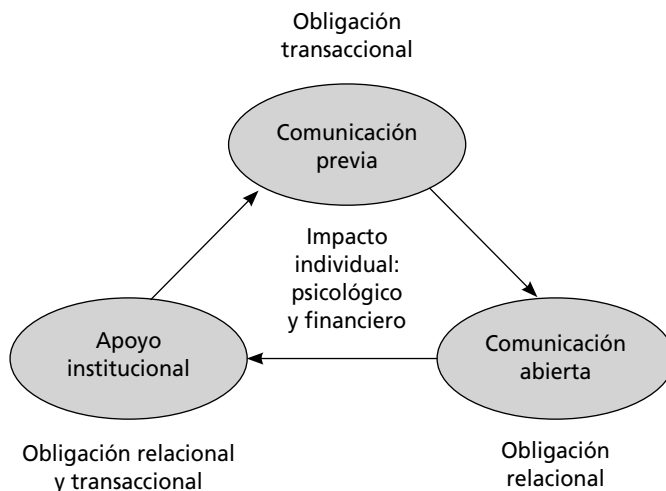 Obligación
transaccional
Comunicación
previa
Impacto
individual:
psicológico
y financiero
Apoyo
institucional
Comunicación
abierta
Obligación relacional
y transaccional
Obligación
relacional